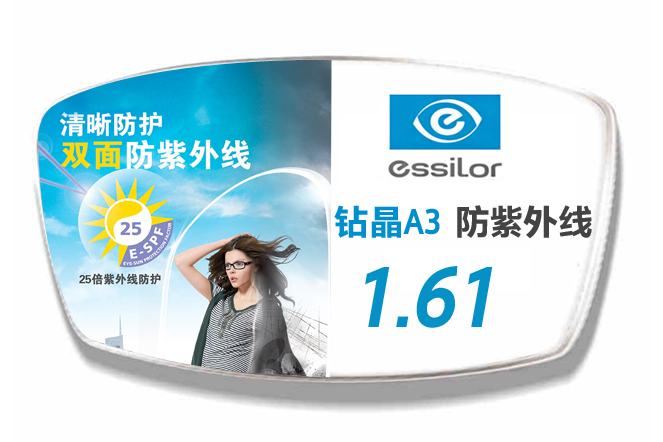 清晰防护
双面防紫外线
25
E-SPF
EYE-SUN PROTECTION FACTOR
25倍紫外线防护
e
essilor
钻晶A3 防紫外线
1.61